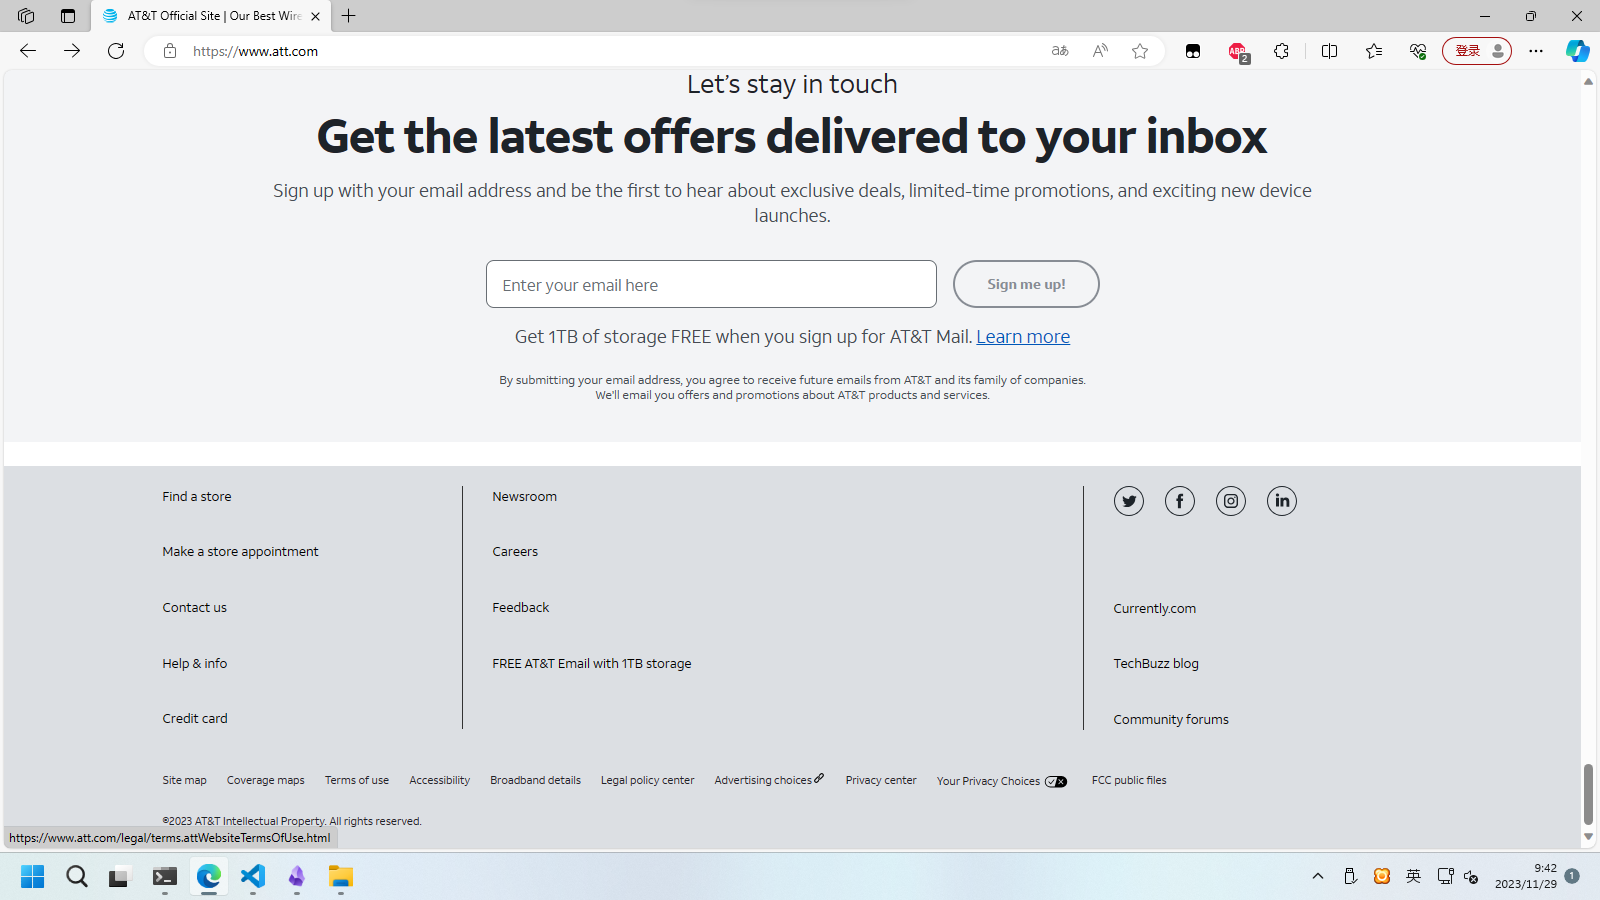 AT&T Official Site | Our Best Wire
https://www.att.com
aあ
ABP
2
登录
Let's stay in touch
Get the latest offers delivered to your inbox
Sign up with your email address and be the first to hear about exclusive deals, limited-time promotions, and exciting new device
launches.
Enter your email here
Sign me up!
Get 1TB of storage FREE when you sign up for AT&T Mail. Learn more
By submitting your email address, you agree to receive future emails from AT&T and its family of companies.
We'll email you offers and promotions about AT&T products and services.
Find a store
Make a store appointment
Contact us
Help & info
Credit card
Newsroom
Careers
Feedback
FREE AT&T Email with 1TB storage
Currently.com
TechBuzz blog
Community forums
Site map Coverage maps Terms of use Accessibility Broadband details Legal policy center Advertising choices Privacy center Your Privacy Choices FCC public files
©2023 AT&T Intellectual Property. All rights reserved.
https://www.att.com/legal/terms.attWebsiteTermsOfUse.html
英
9:42
2023/11/29
1